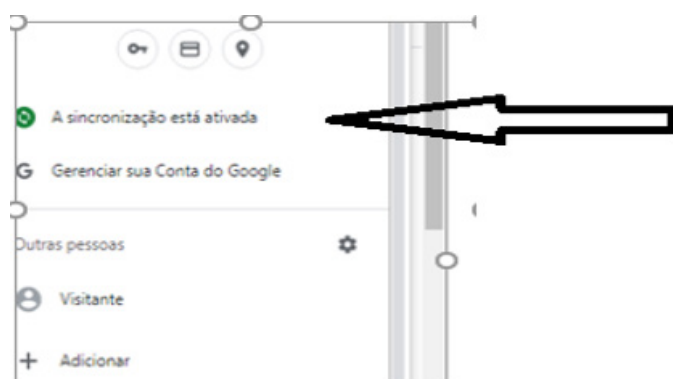 A sincronização está ativada
Gerenciar sua Conta do Google
Outras pessoas
Visitante
Adicionar